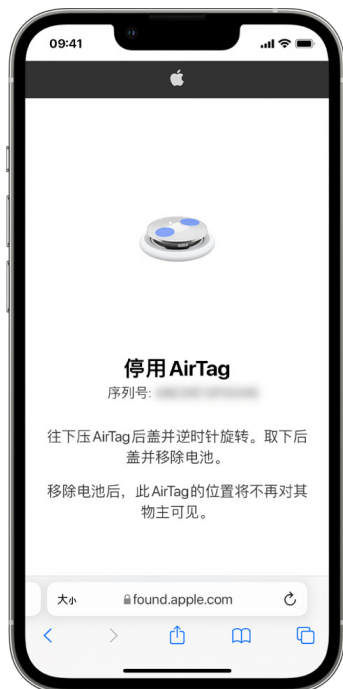 09:41
停用 AirTag
序列号:
往下压 AirTag 后盖并逆时针旋转。取下后
盖并移除电池。
移除电池后，此 AirTag 的位置将不再对其
物主可见。
大小 found.apple.com